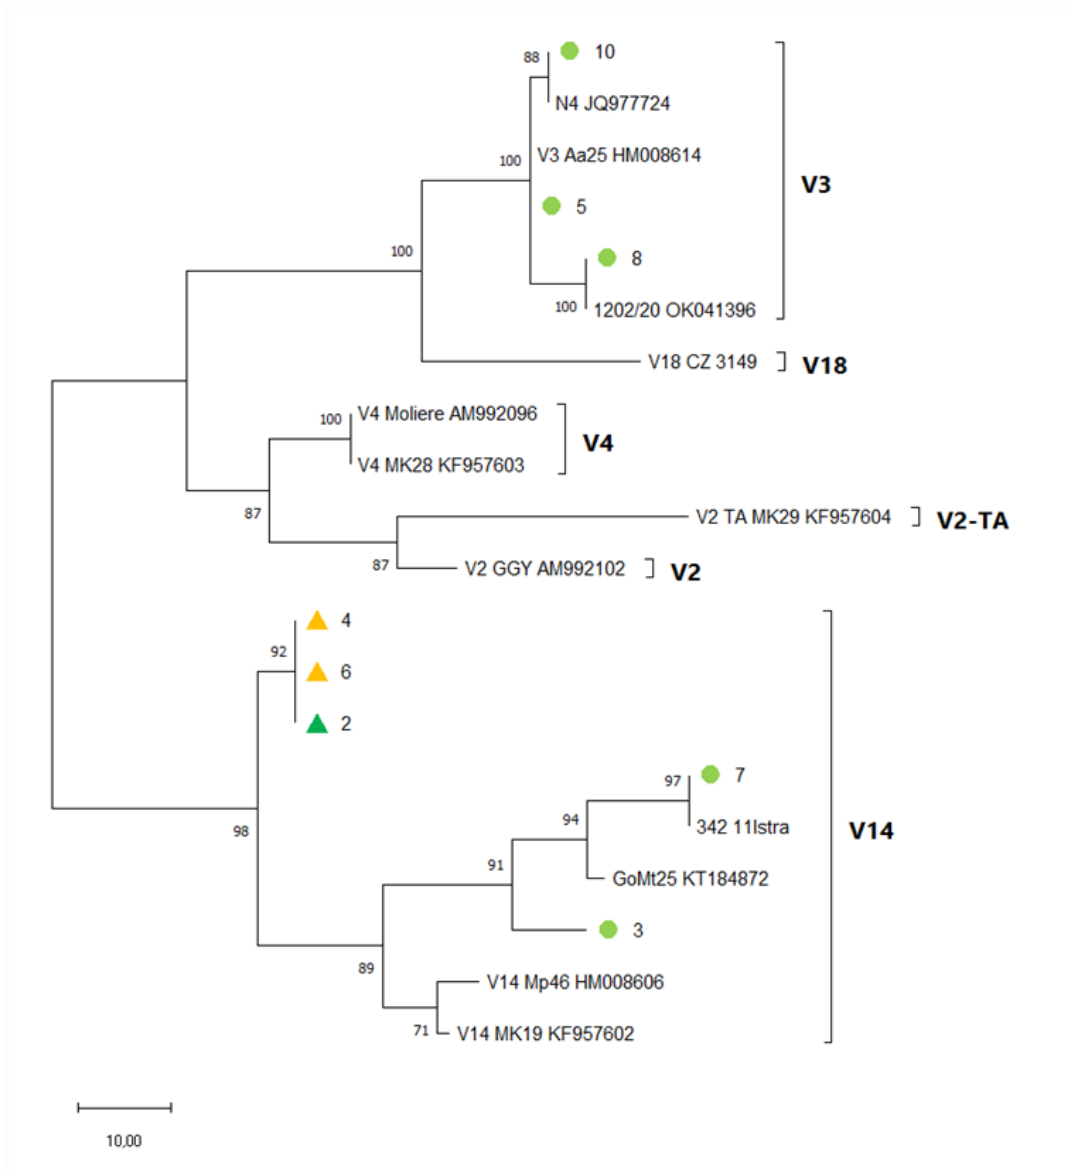 88
10
N4 JQ977724
100
V3 Aa25 HM008614
V3
5
100
8
100
1202/20 OK041396
V18 CZ 3149
V18
100
V4 Moliere AM992096
V4
V4 MK28 KF957603
87
V2 TA MK29 KF957604
V2-TA
87
V2 GGY AM992102
V2
4
92
6
2
97
7
94
342 11Istra
V14
98
91
GoMt25 KT184872
3
89
V14 Mp46 HM008606
71
V14 MK19 KF957602
10,00